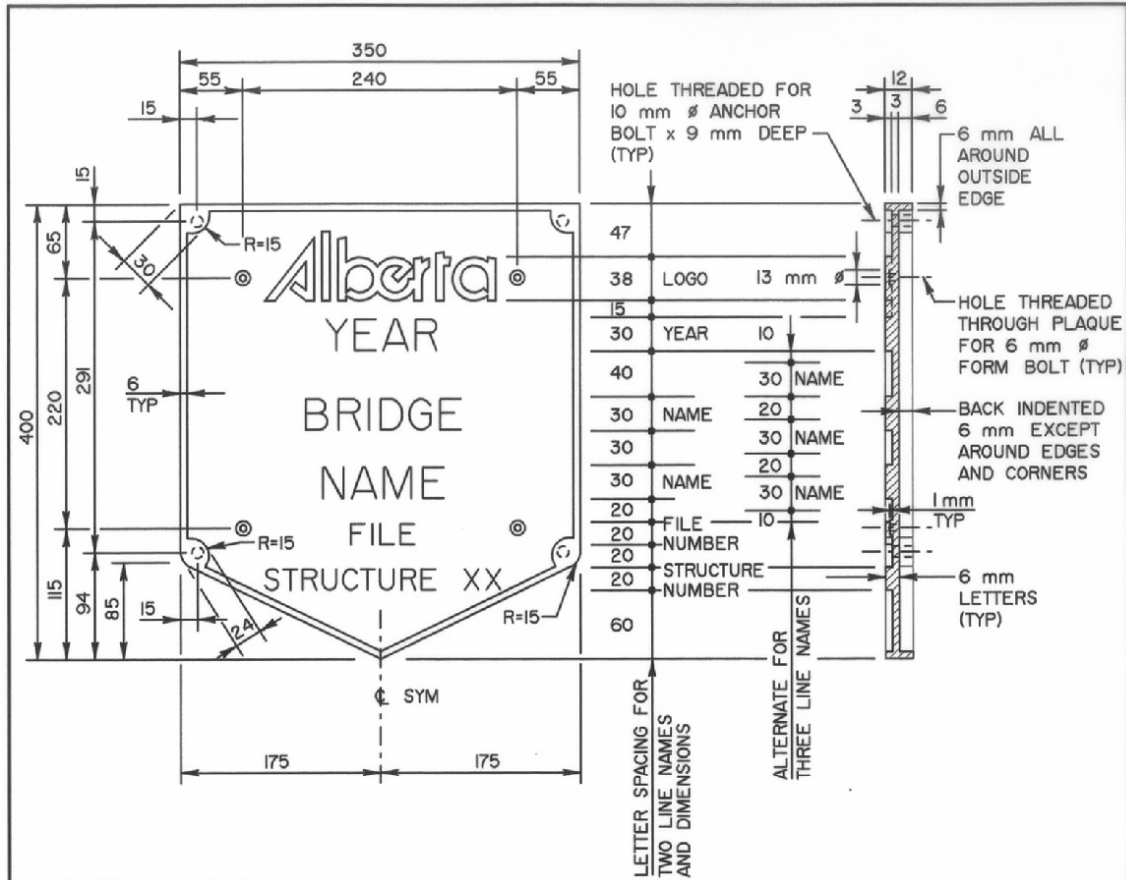 350
55 240 55
15
HOLE THREADED FOR
10 mm ø ANCHOR
BOLT x 9 mm DEEP
(TYP)
12
3 3 6
6 mm ALL
AROUND
OUTSIDE
EDGE
15
400
65
291
220
115
94
85
30
R=15
6
TYP
Alberta
YEAR
BRIDGE
NAME
FILE
STRUCTURE XX
R=15
15
24
R=15
℄ SYM
175 175
47
38 LOGO
15
30 YEAR
40
30 NAME
30
30 NAME
20
20 FILE NUMBER
20
20 STRUCTURE NUMBER
60
LETTER SPACING FOR
TWO LINE NAMES
AND DIMENSIONS
13 mm ø
10
30 NAME
20
30 NAME
20
30 NAME
10
ALTERNATE FOR
THREE LINE NAMES
HOLE THREADED
THROUGH PLAQUE
FOR 6 mm ø
FORM BOLT (TYP)
BACK INDENTED
6 mm EXCEPT
AROUND EDGES
AND CORNERS
1 mm
TYP
6 mm
LETTERS
(TYP)